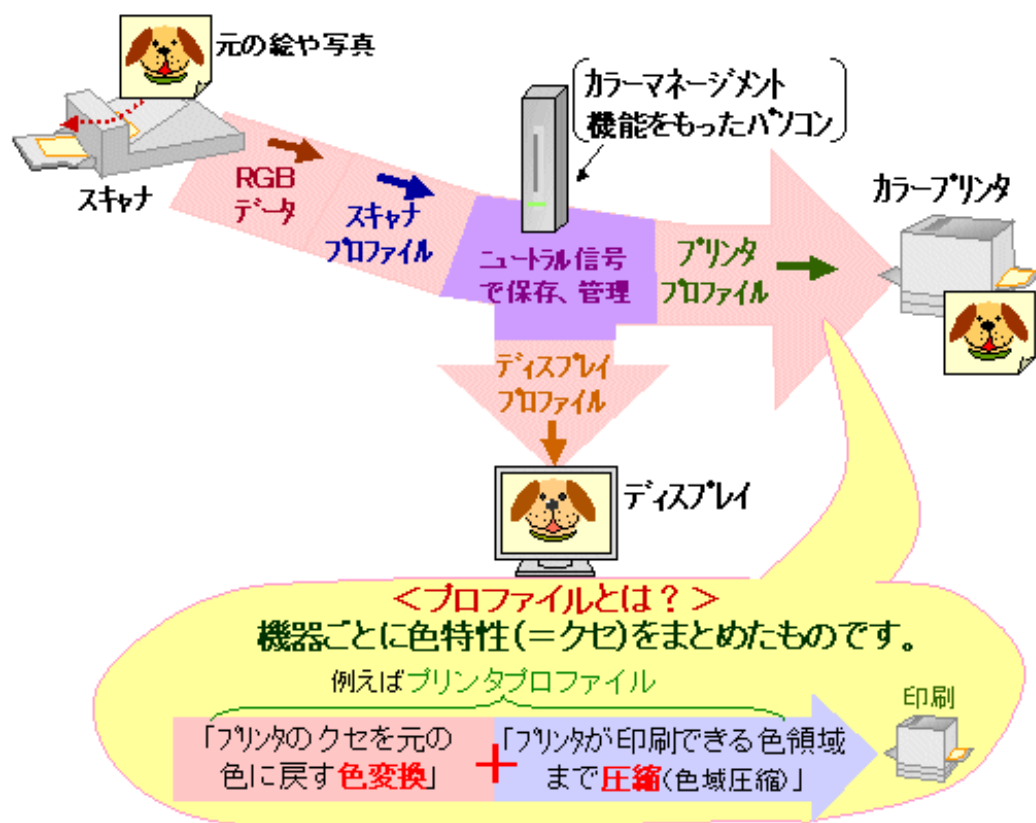 元の絵や写真
カラーマネージメント
機能をもったパソコン
スキャナ
RGB
データ
スキャナ
プロファイル
ニュートラル信号
で保存、管理
プリンタ
プロファイル
カラープリンタ
ディスプレイ
プロファイル
ディスプレイ
＜プロファイルとは？＞
機器ごとに色特性(＝クセ)をまとめたものです。
例えばプリンタプロファイル
「プリンタのクセを元の
色に戻す色変換」
＋
「プリンタが印刷できる色領域
まで圧縮(色域圧縮)」
印刷